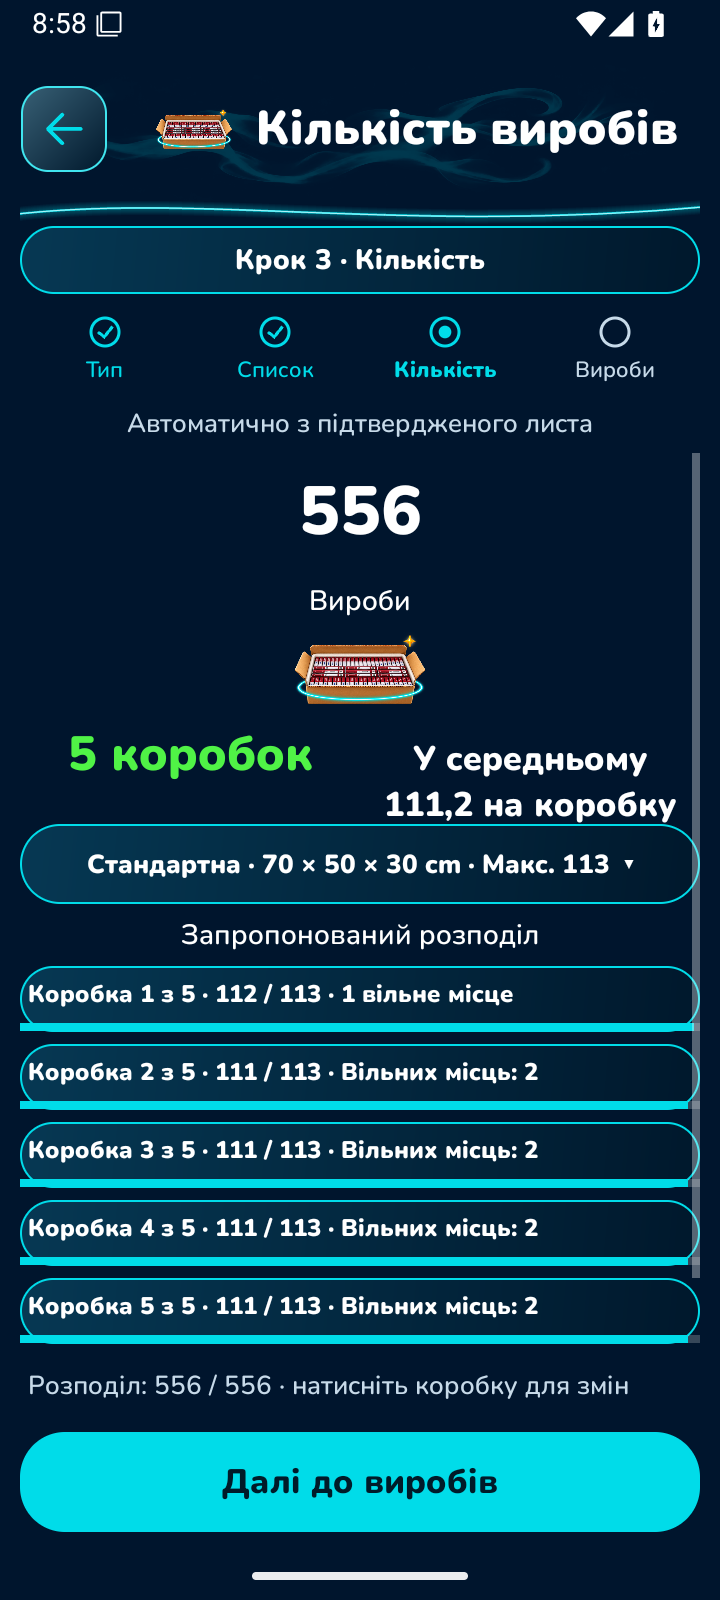 8:58
Кількість виробів
Крок 3 · Кількість
Тип
Список
Кількість
Вироби
Автоматично з підтвердженого листа
556
Вироби
5 коробок
У середньому
111,2 на коробку
Стандартна · 70 × 50 × 30 cm · Макс. 113 ▼
Запропонований розподіл
Коробка 1 з 5 · 112 / 113 · 1 вільне місце
Коробка 2 з 5 · 111 / 113 · Вільних місць: 2
Коробка 3 з 5 · 111 / 113 · Вільних місць: 2
Коробка 4 з 5 · 111 / 113 · Вільних місць: 2
Коробка 5 з 5 · 111 / 113 · Вільних місць: 2
Розподіл: 556 / 556 · натисніть коробку для змін
Далі до виробів